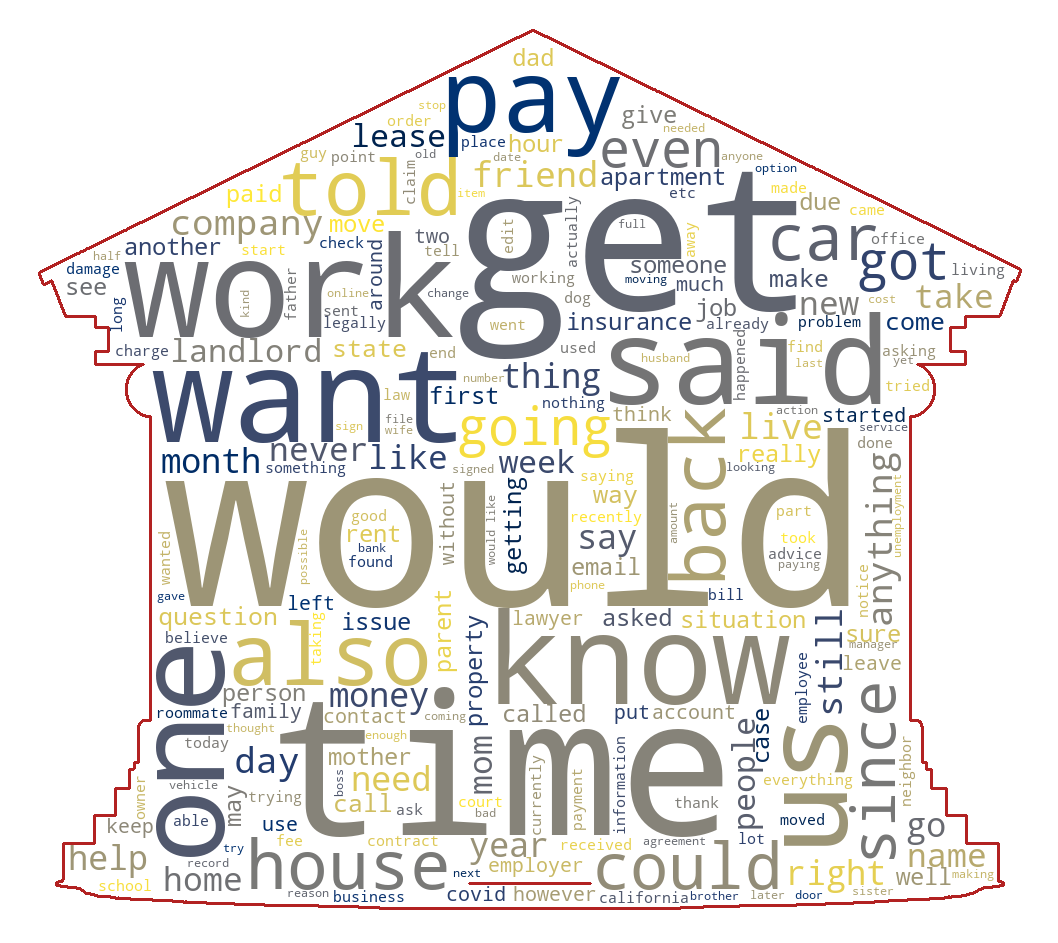 dad
pay
stop
order
give
needed
lease
place
hour
even
guy
point
old
date
anyone
told
claim
friend
apartment
option
paid
item
etc
made
get
company
move
due
came
edit
actually
full
away
car
office
another
start
check
two
tell
someone
got
half
damage
see
work
around
working
moving
much
make
living
long
kind
father
online
sent
change
dog
job
new
cost
take
legally
went
insurance
already
problem
come
charge
landlord
state
end
used
said
happened
find
asking
yet
husband
last
want
number
thing
law
first
nothing
tried
file
wife
sign
going
think
back
action
live
started
service
never
month
something
like
signed
week
saying
really
looking
done
would
good
rent
bank
found
possible
without
would like
getting
way
recently
say
email
phone
amount
part
took
advice
paying
anything
unemployment
wanted
gave
left
bill
notice
question
issue
parent
lawyer
asked
situation
believe
also
taking
know
still
sure
manager
leave
one
person
money
property
employee
roommate
family
contact
coming
called
put
account
case
thought
enough
today
time
us
since
neighbor
day
mother
mom
people
vehicle
need
boss
currently
payment
information
everything
owner
may
trying
call
ask
court
bad
thank
moved
able
use
keep
try
fee
contract
year
received
agreement
lot
go
help
record
house
employer
could
right
name
school
home
next
well
making
reason
business
covid
however
california
brother
later
door
sister